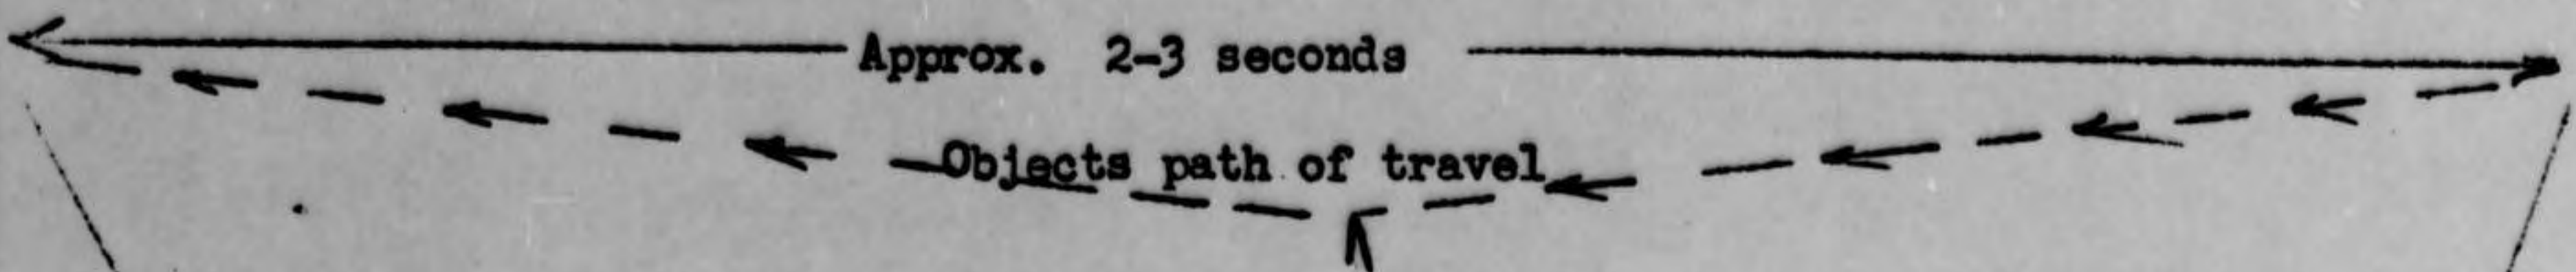 Approx. 2-3 seconds
Objects path of travel